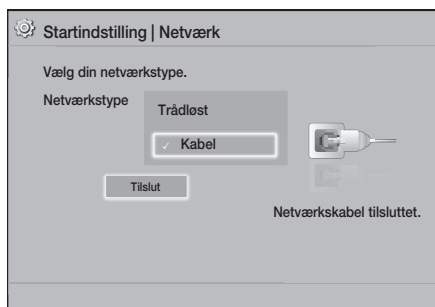 Startindstilling | Netværk
Vælg din netværkstype.
Netværkstype
Trådløst
✓ Kabel
Tilslut
Netværkskabel tilsluttet.